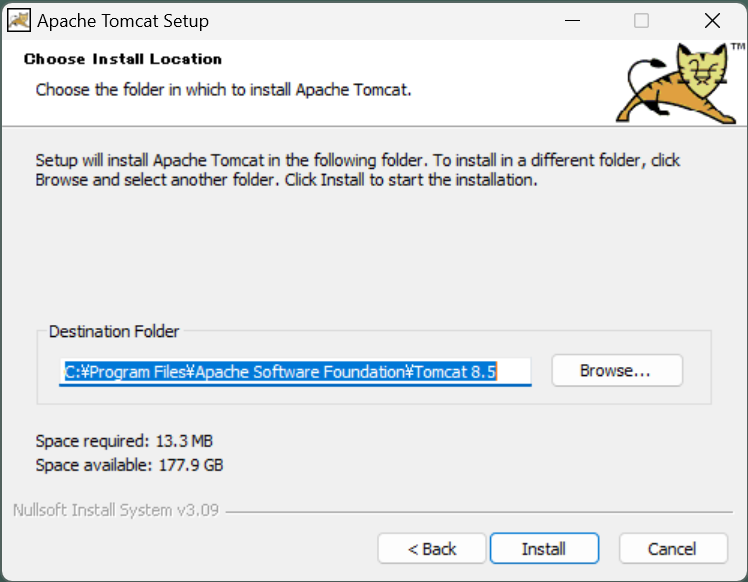 Apache Tomcat Setup
Choose Install Location
Choose the folder in which to install Apache Tomcat.
TM
Setup will install Apache Tomcat in the following folder. To install in a different folder, click
Browse and select another folder. Click Install to start the installation.
Destination Folder
C:¥Program Files¥Apache Software Foundation¥Tomcat 8.5
Browse...
Space required: 13.3 MB
Space available: 177.9 GB
Nullsoft Install System v3.09
< Back
Install
Cancel